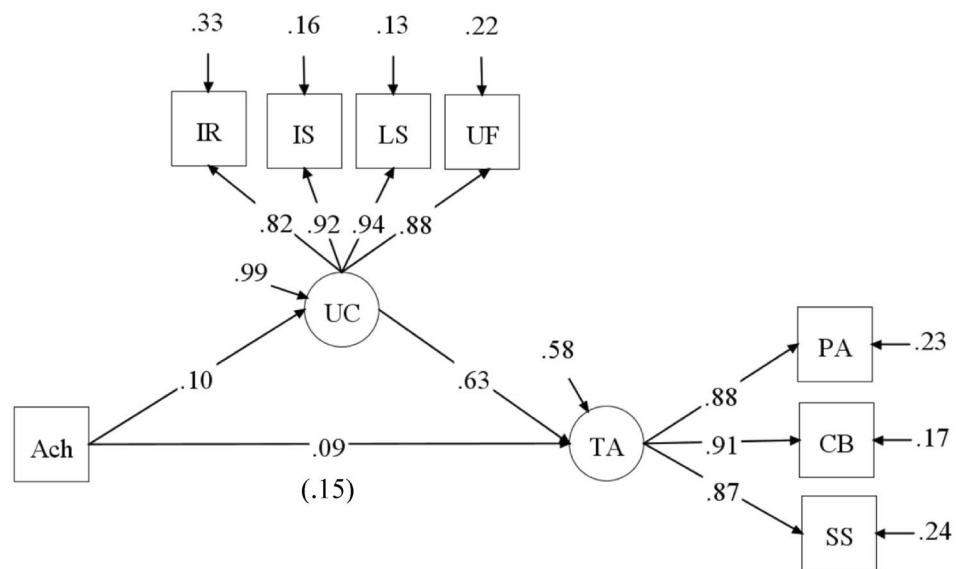 .33 .16 .13 .22
IR IS LS UF
.82 .92 .94 .88
.99
UC
.10
.63
.58
PA .23
.88
Ach .09 TA .91 CB .17
(.15)
.87
SS .24